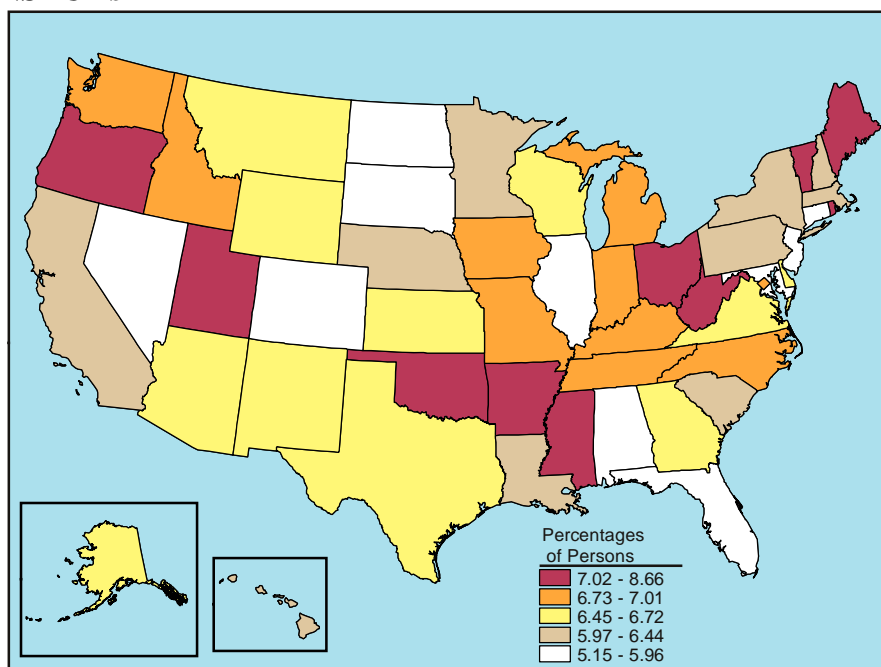 Percentages
of Persons
7.02 - 8.66
6.73 - 7.01
6.45 - 6.72
5.97 - 6.44
5.15 - 5.96